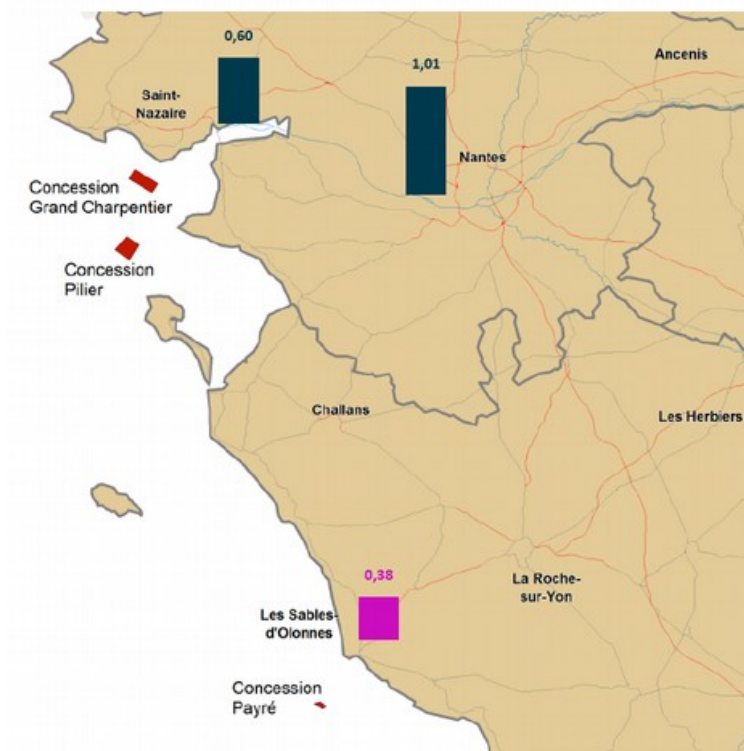 0,60
Ancenis
1,01
Saint-
Nazaire
Nantes
Concession
Grand Charpentier
Concession
Pilier
Challans
Les Herbiers
0,38
La Roche-
sur-Yon
Les Sables-
d'Olonnes
Concession
Payré